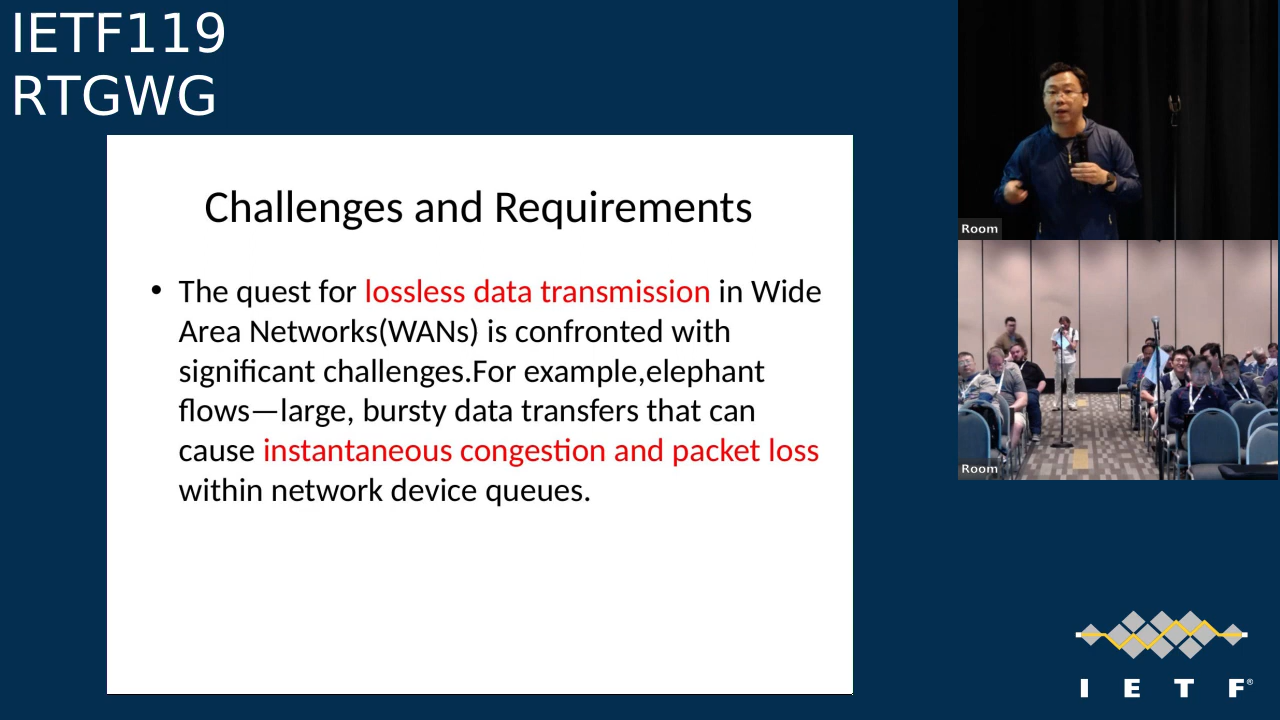 IETF119
RTGWG
Challenges and Requirements
• The quest for lossless data transmission in Wide
Area Networks(WANs) is confronted with
significant challenges.For example,elephant
flows—large, bursty data transfers that can
cause instantaneous congestion and packet loss
within network device queues.
Room
Room
I E T F®